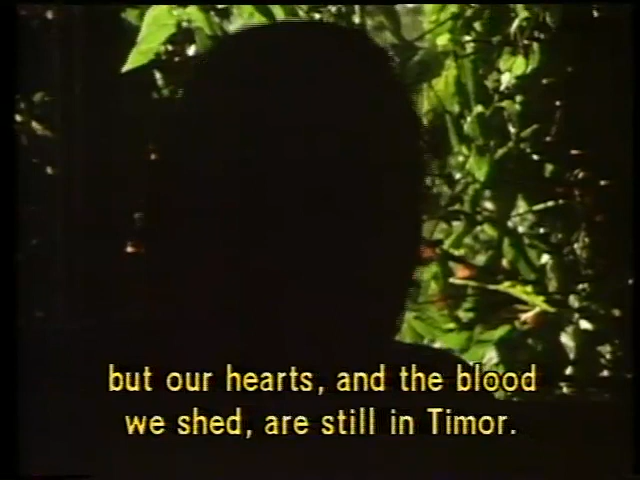 but our hearts, and the blood
we shed, are still in Timor.